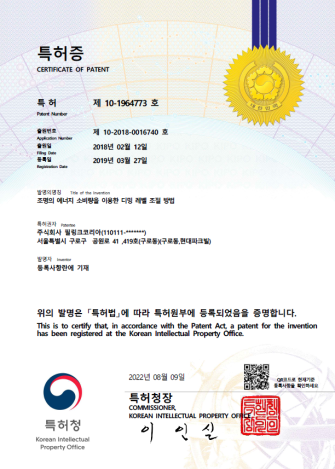 특허증
CERTIFICATE OF PATENT
특 허 제 10-1964773 호
Patent Number
출원번호 제 10-2018-0016740 호
Application Number
출원일 2018년 02월 12일
Filing Date
등록일 2019년 03월 27일
Registration Date
발명의명칭 Title of the Invention
조명의 에너지 소비량을 이용한 디밍 레벨 조절 방법
특허권자 Patentee
주식회사 필링크코리아(110111-*******)
서울특별시 구로구 공원로 41 ,419호(구로동)(구로동,현대파크빌)
발명자 Inventor
등록사항란에 기재
위의 발명은「특허법」에 따라 특허원부에 등록되었음을 증명합니다.
This is to certify that, in accordance with the Patent Act, a patent for the invention
has been registered at the Korean Intellectual Property Office.
2022년 08월 09일
QR코드로 현재기준
등록사항을 확인하세요
특허청장
COMMISSIONER,
KOREAN INTELLECTUAL PROPERTY OFFICE
이 인 실
특허청
Korean Intellectual
Property Office